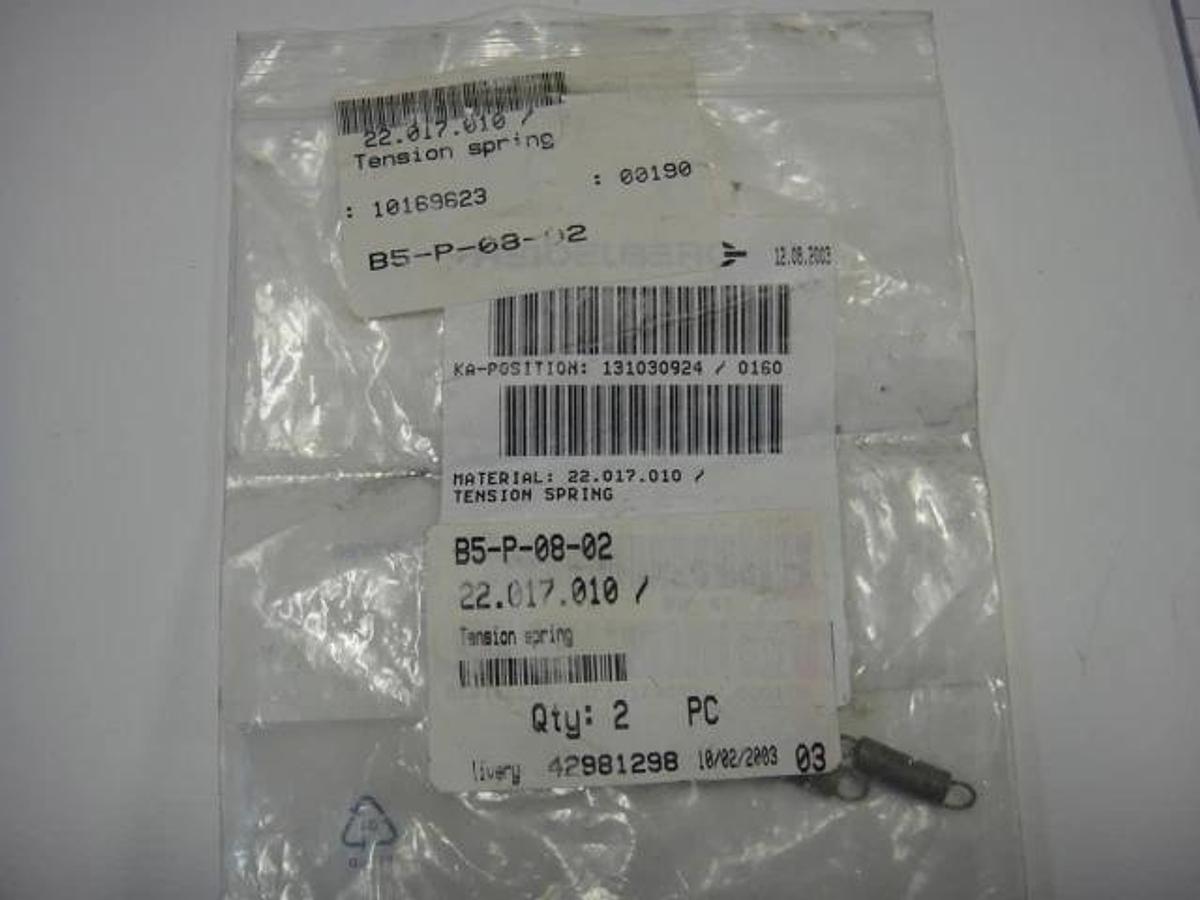 22.017.010 /
Tension spring
: 00190
: 10169623
B5-P-08-02
HEIDELBERG
12.08.2003
KA-POSITION: 131030924 / 0160
MATERIAL: 22.017.010 /
TENSION SPRING
B5-P-08-02
22.017.010 /
Tension spring
Qty: 2 PC
livery 42981298 10/02/2003 03